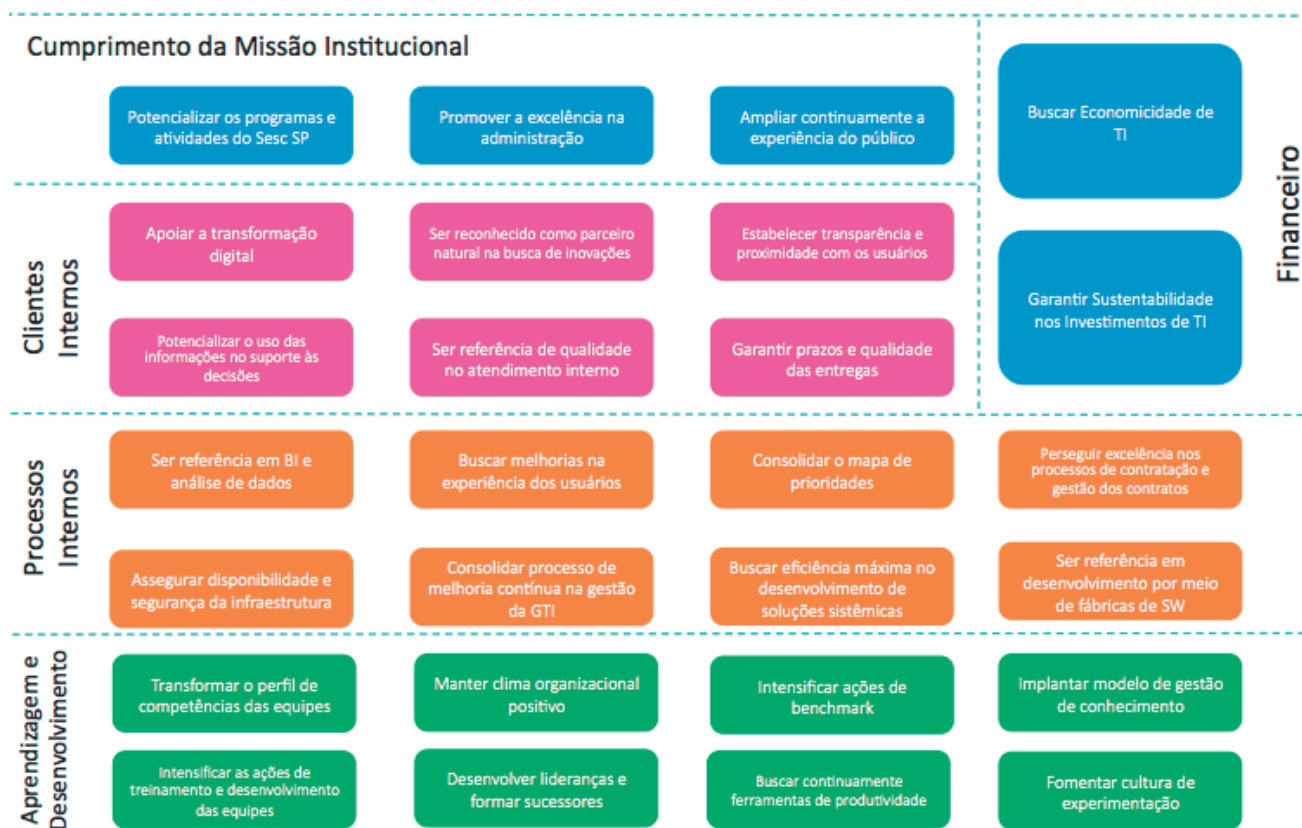 Cumprimento da Missão Institucional
Potencializar os programas e
atividades do Sesc SP
Promover a excelência na
administração
Ampliar continuamente a
experiência do público
Buscar Economicidade de
TI
Garantir Sustentabilidade
nos Investimentos de TI
Financeiro
Clientes
Internos
Apoiar a transformação
digital
Ser reconhecido como parceiro
natural na busca de inovações
Estabelecer transparência e
proximidade com os usuários
Potencializar o uso das
informações no suporte às
decisões
Ser referência de qualidade
no atendimento interno
Garantir prazos e qualidade
das entregas
Processos
Internos
Ser referência em BI e
análise de dados
Buscar melhorias na
experiência dos usuários
Consolidar o mapa de
prioridades
Perseguir excelência nos
processos de contratação e
gestão dos contratos
Assegurar disponibilidade e
segurança da infraestrutura
Consolidar processo de
melhoria contínua na gestão
da GTI
Buscar eficiência máxima no
desenvolvimento de
soluções sistêmicas
Ser referência em
desenvolvimento por meio
de fábricas de SW
Aprendizagem e
Desenvolvimento
Transformar o perfil de
competências das equipes
Manter clima organizacional
positivo
Intensificar ações de
benchmark
Implantar modelo de gestão
de conhecimento
Intensificar as ações de
treinamento e desenvolvimento
das equipes
Desenvolver lideranças e
formar sucessores
Buscar continuamente
ferramentas de produtividade
Fomentar cultura de
experimentação